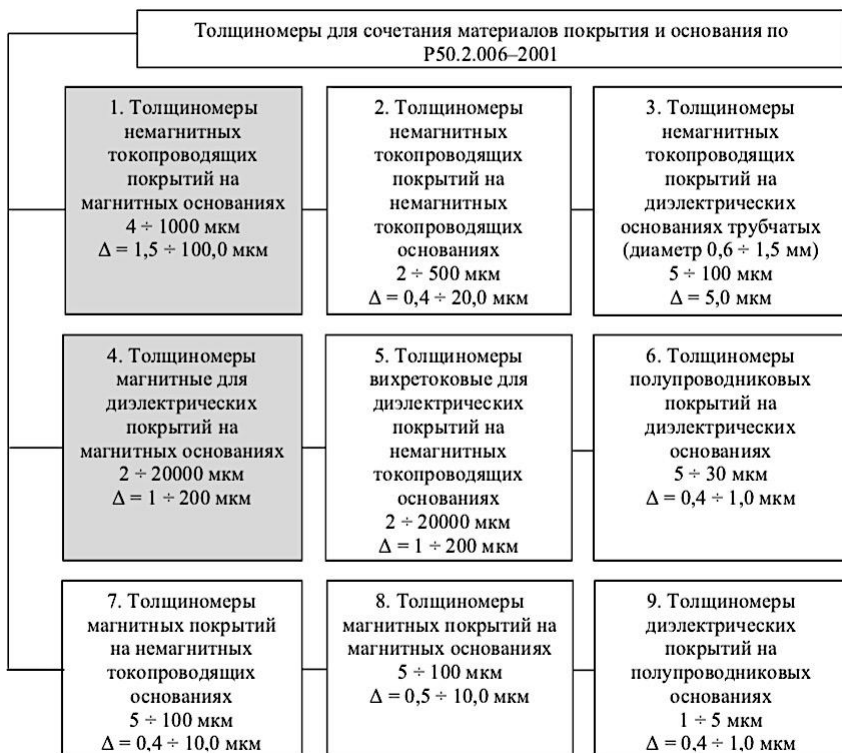 Толщиномеры для сочетания материалов покрытия и основания по
Р50.2.006–2001
1. Толщиномеры
немагнитных
токопроводящих
покрытий на
магнитных основаниях
4 ÷ 1000 мкм
Δ = 1,5 ÷ 100,0 мкм
2. Толщиномеры
немагнитных
токопроводящих
покрытий на
немагнитных
токопроводящих
основаниях
2 ÷ 500 мкм
Δ = 0,4 ÷ 20,0 мкм
3. Толщиномеры
немагнитных
токопроводящих
покрытий на
диэлектрических
основаниях трубчатых
(диаметр 0,6 ÷ 1,5 мм)
5 ÷ 100 мкм
Δ = 5,0 мкм
4. Толщиномеры
магнитные для
диэлектрических
покрытий на
магнитных основаниях
2 ÷ 20000 мкм
Δ = 1 ÷ 200 мкм
5. Толщиномеры
вихретоковые для
диэлектрических
покрытий на
немагнитных
токопроводящих
основаниях
2 ÷ 20000 мкм
Δ = 1 ÷ 200 мкм
6. Толщиномеры
полупроводниковых
покрытий на
диэлектрических
основаниях
5 ÷ 30 мкм
Δ = 0,4 ÷ 1,0 мкм
7. Толщиномеры
магнитных покрытий
на немагнитных
токопроводящих
основаниях
5 ÷ 100 мкм
Δ = 0,4 ÷ 10,0 мкм
8. Толщиномеры
магнитных покрытий на
магнитных основаниях
5 ÷ 100 мкм
Δ = 0,5 ÷ 10,0 мкм
9. Толщиномеры
диэлектрических
покрытий на
полупроводниковых
основаниях
1 ÷ 5 мкм
Δ = 0,4 ÷ 1,0 мкм